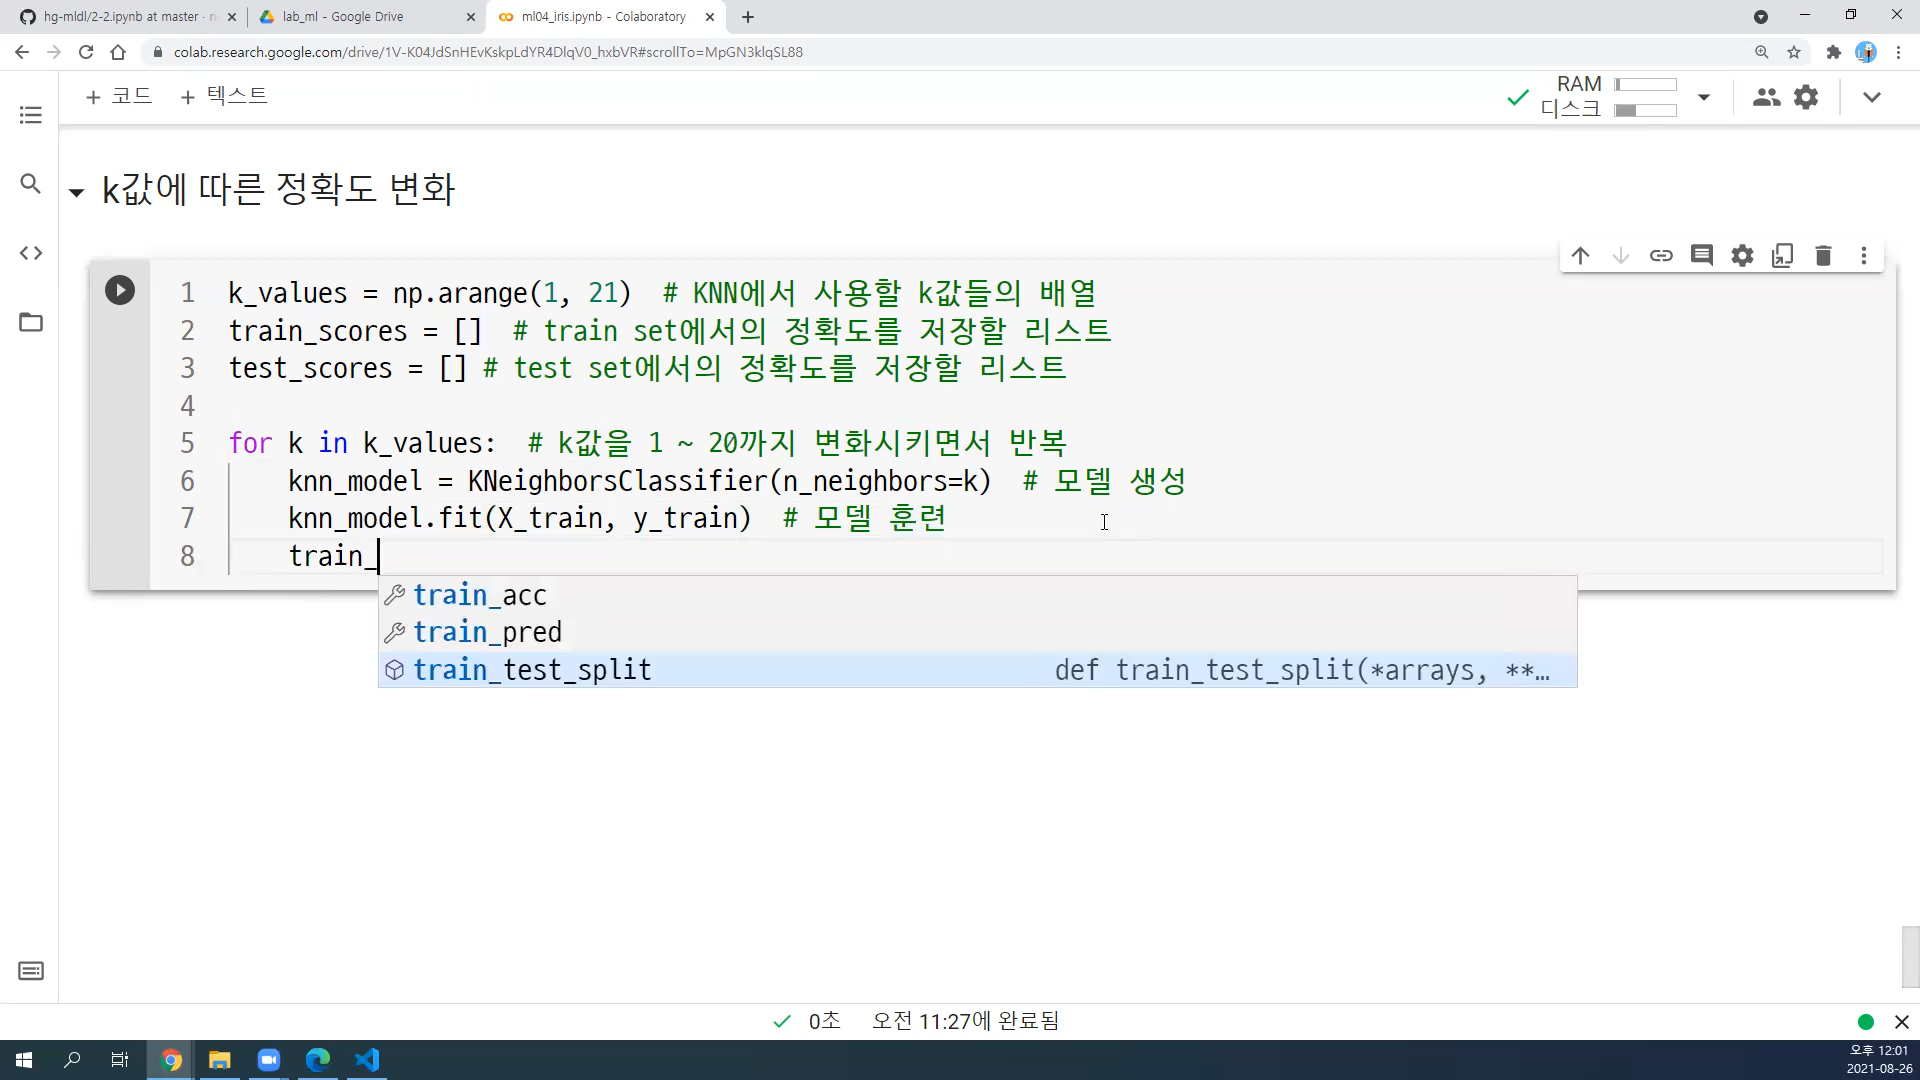 hg-mldl/2-2.ipynb at master · ri
lab_ml - Google Drive
ml04_iris.ipynb - Colaboratory
colab.research.google.com/drive/1V-K04JdSnHEvKskpLdYR4DlqV0_hxbVR#scrollTo=MpGN3klqSL88
+ 코드 + 텍스트
RAM
디스크
k값에 따른 정확도 변화
1 k_values = np.arange(1, 21)  # KNN에서 사용할 k값들의 배열
2 train_scores = []  # train set에서의 정확도를 저장할 리스트
3 test_scores = [] # test set에서의 정확도를 저장할 리스트
4
5 for k in k_values:  # k값을 1 ~ 20까지 변화시키면서 반복
6     knn_model = KNeighborsClassifier(n_neighbors=k)  # 모델 생성
7     knn_model.fit(X_train, y_train)  # 모델 훈련
8     train_
train_acc
train_pred
train_test_split def train_test_split(*arrays, **…
0초 오전 11:27에 완료됨
오후 12:01
2021-08-26